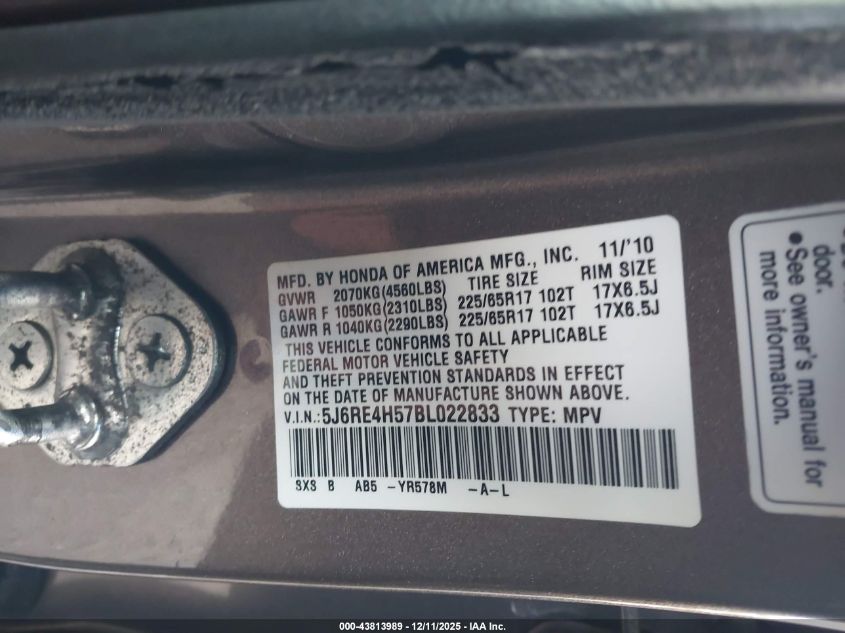 MFD. BY HONDA OF AMERICA MFG., INC. 11/'10
GVWR 2070KG(4560LBS) TIRE SIZE RIM SIZE
GAWR F 1050KG(2310LBS) 225/65R17 102T 17X6.5J
GAWR R 1040KG(2290LBS) 225/65R17 102T 17X6.5J
THIS VEHICLE CONFORMS TO ALL APPLICABLE
FEDERAL MOTOR VEHICLE SAFETY
AND THEFT PREVENTION STANDARDS IN EFFECT
ON THE DATE OF MANUFACTURE SHOWN ABOVE.
V.I.N.:5J6RE4H57BL022833 TYPE: MPV
SXS B AB5 -YR578M -A-L
door.
•See owner's manual for
more information.
000-43813989 - 12/11/2025 - IAA Inc.